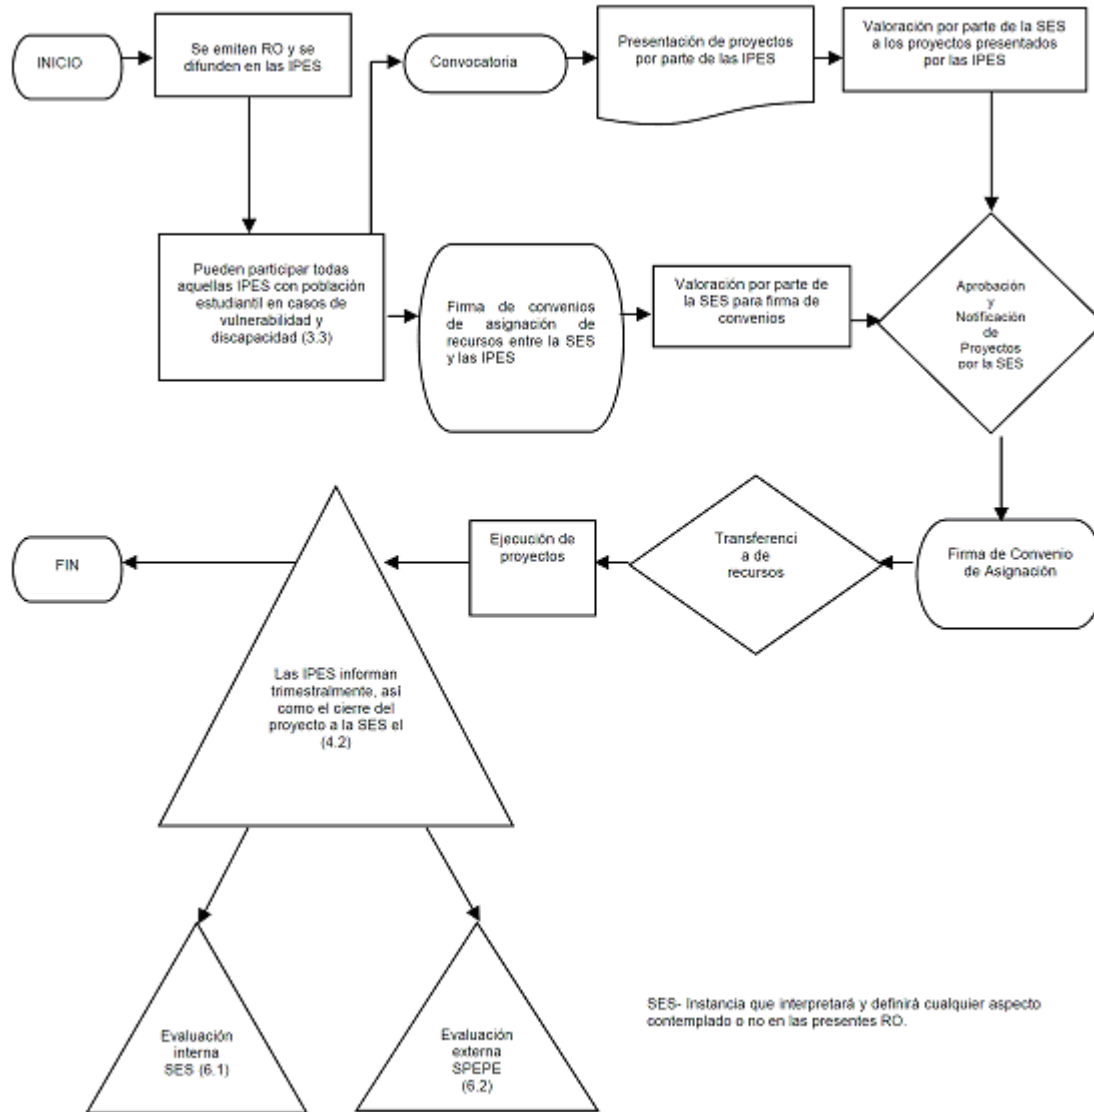 INICIO
Se emiten RO y se
difunden en las IPES
Convocatoria
Presentación de proyectos
por parte de las IPES
Valoración por parte de la SES
a los proyectos presentados
por las IPES
Pueden participar todas
aquellas IPES con población
estudiantil en casos de
vulnerabilidad y
discapacidad (3.3)
Firma de convenios
de asignación de
recursos entre la SES
y las IPES
Valoración por parte de
la SES para firma de
convenios
Aprobación
y
Notificación
de
Proyectos
por la SES
Firma de Convenio
de Asignación
Transferenci
a de
recursos
Ejecución de
proyectos
Las IPES informan
trimestralmente, así
como el cierre del
proyecto a la SES el
(4.2)
FIN
Evaluación
interna
SES (6.1)
Evaluación
externa
SPEPE
(6.2)
SES- Instancia que interpretará y definirá cualquier aspecto
contemplado o no en las presentes RO.